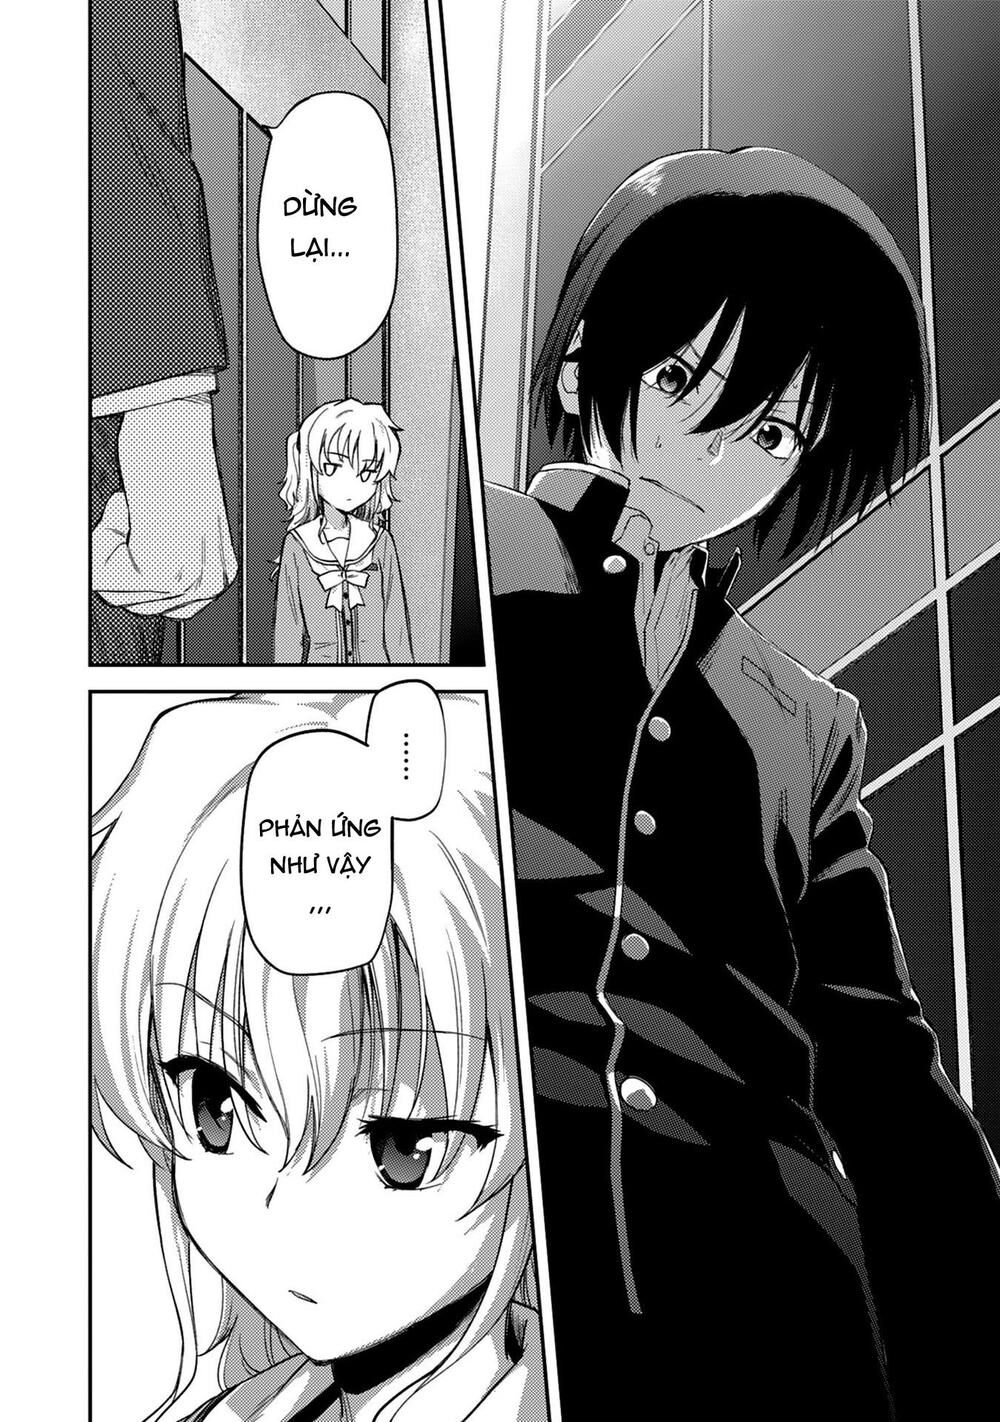 DỪNG
LẠI...
......
PHẢN ỨNG
NHƯ VẬY
,,,